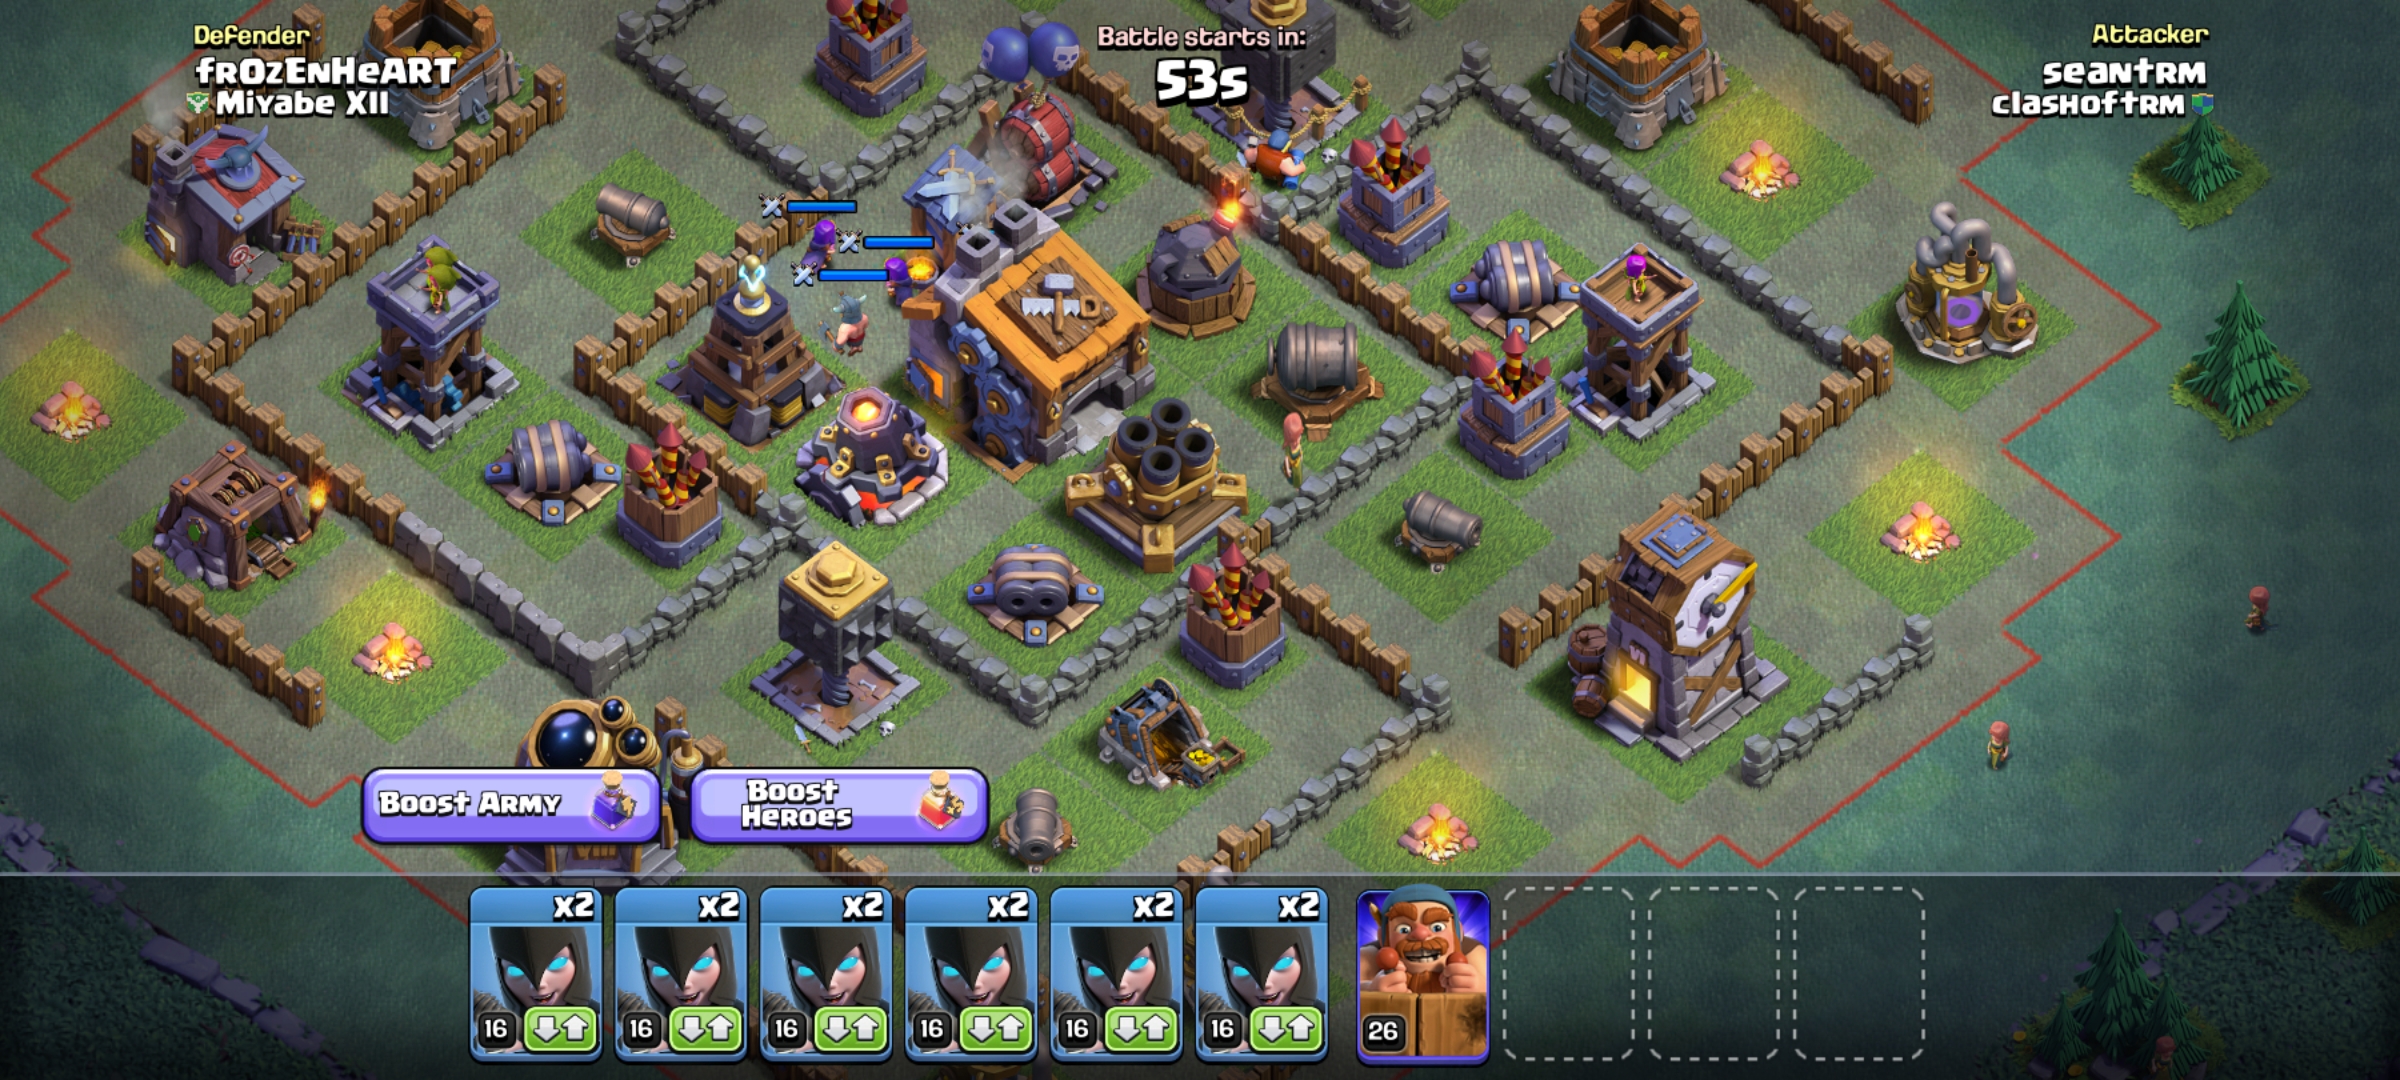 Defender
frOzEnHeART
Miyabe XII
Battle starts in:
53s
Attacker
seantRM
clashoftRM
Boost Army
Boost
Heroes
x2
x2
x2
x2
x2
x2
16
16
16
16
16
16
26